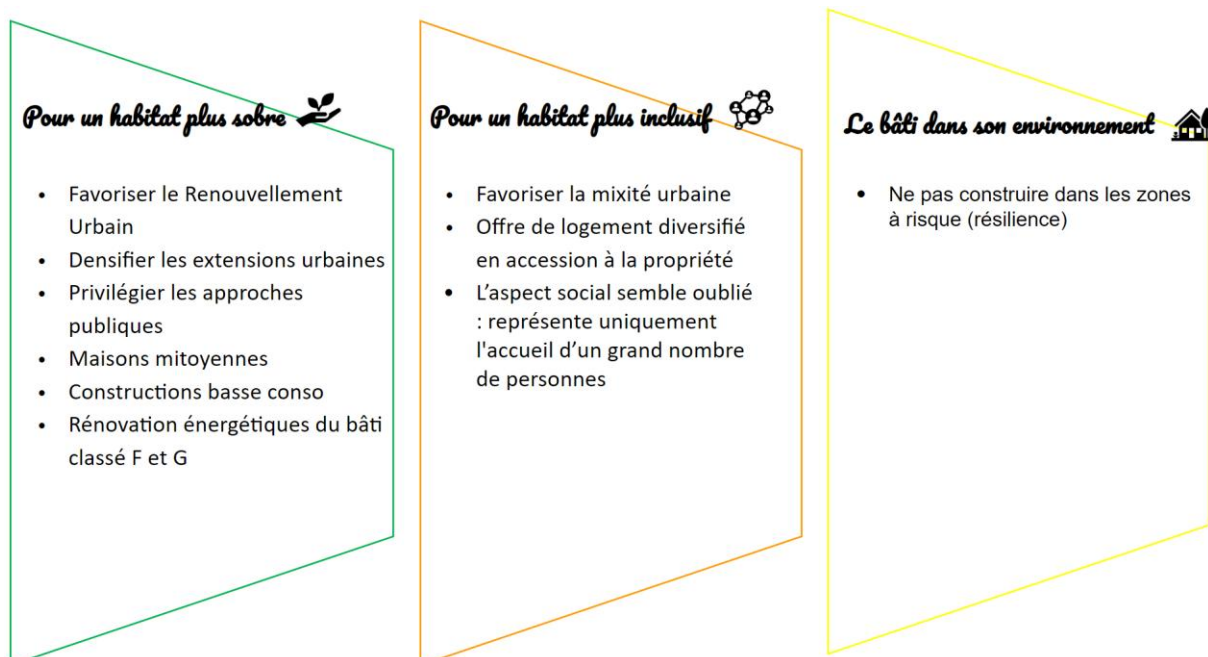 Pour un habitat plus sobre
• Favoriser le Renouvellement
Urbain
• Densifier les extensions urbaines
• Privilégier les approches
publiques
• Maisons mitoyennes
• Constructions basse conso
• Rénovation énergétiques du bâti
classé F et G
Pour un habitat plus inclusif
• Favoriser la mixité urbaine
• Offre de logement diversifié
en accession à la propriété
• L'aspect social semble oublié
: représente uniquement
l'accueil d'un grand nombre
de personnes
Le bâti dans son environnement
• Ne pas construire dans les zones
à risque (résilience)